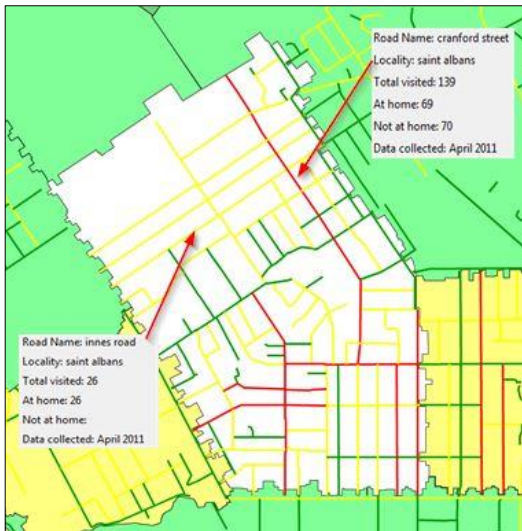 Road Name: cranford street
Locality: saint albans
Total visited: 139
At home: 69
Not at home: 70
Data collected: April 2011
Road Name: innes road
Locality: saint albans
Total visited: 26
At home: 26
Not at home:
Data collected: April 2011